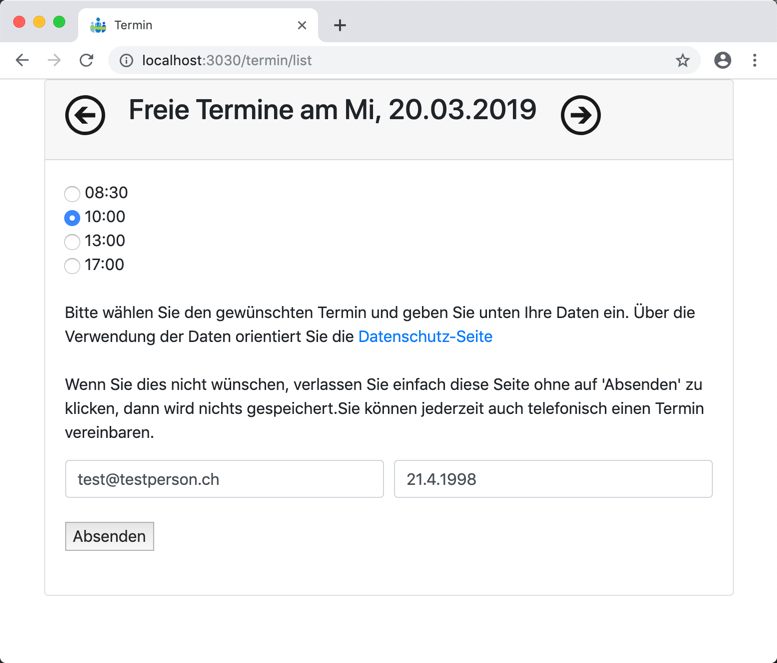 Termin
localhost:3030/termin/list
Freie Termine am Mi, 20.03.2019
08:30
10:00
13:00
17:00
Bitte wählen Sie den gewünschten Termin und geben Sie unten Ihre Daten ein. Über die
Verwendung der Daten orientiert Sie die Datenschutz-Seite
Wenn Sie dies nicht wünschen, verlassen Sie einfach diese Seite ohne auf 'Absenden' zu
klicken, dann wird nichts gespeichert.Sie können jederzeit auch telefonisch einen Termin
vereinbaren.
test@testperson.ch 21.4.1998
Absenden